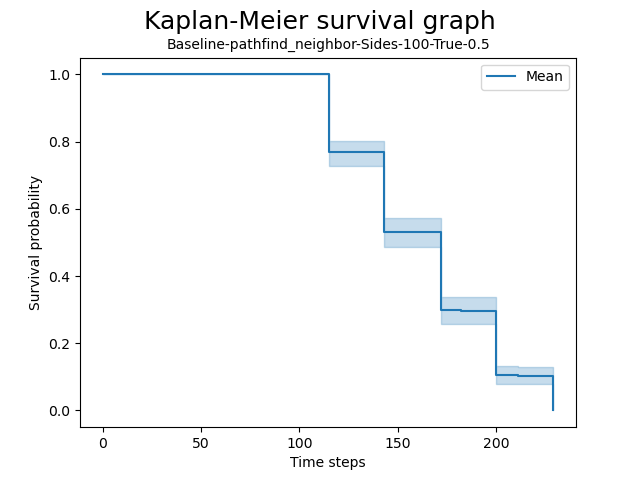 Kaplan-Meier survival graph
Baseline-pathfind_neighbor-Sides-100-True-0.5
Mean
1.0
0.8
0.6
0.4
0.2
0.0
Survival probability
0 50 100 150 200
Time steps